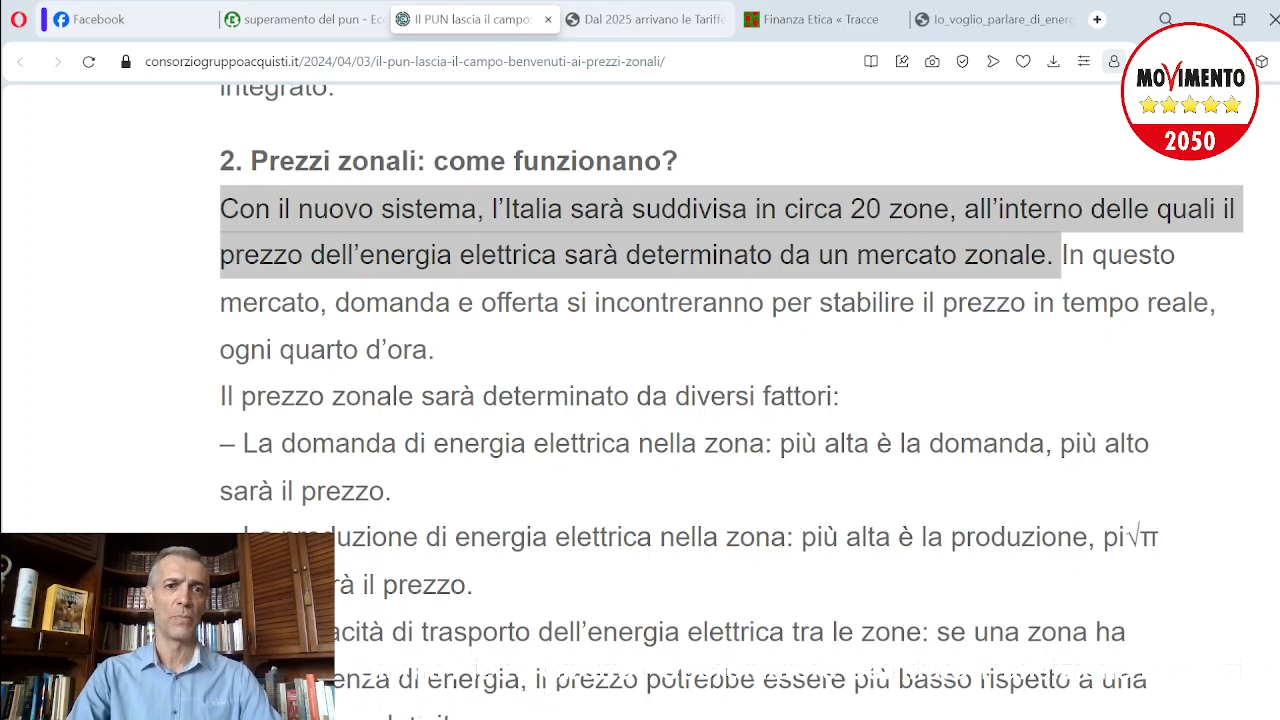 Facebook
superamento del pun - Ecc
Il PUN lascia il campo:
Dal 2025 arrivano le Tariffe
Finanza Etica « Tracce
Io_voglio_parlare_di_energ
consorziogruppoacquisti.it/2024/04/03/il-pun-lascia-il-campo-benvenuti-ai-prezzi-zonali/
MOVIMENTO
2050
integrato.
2. Prezzi zonali: come funzionano?
Con il nuovo sistema, l’Italia sarà suddivisa in circa 20 zone, all’interno delle quali il
prezzo dell’energia elettrica sarà determinato da un mercato zonale. In questo
mercato, domanda e offerta si incontreranno per stabilire il prezzo in tempo reale,
ogni quarto d’ora.
Il prezzo zonale sarà determinato da diversi fattori:
– La domanda di energia elettrica nella zona: più alta è la domanda, più alto
sarà il prezzo.
duzione di energia elettrica nella zona: più alta è la produzione, pi√π
rà il prezzo.
acità di trasporto dell’energia elettrica tra le zone: se una zona ha
enza di energia, il prezzo potrebbe essere più basso rispetto a una